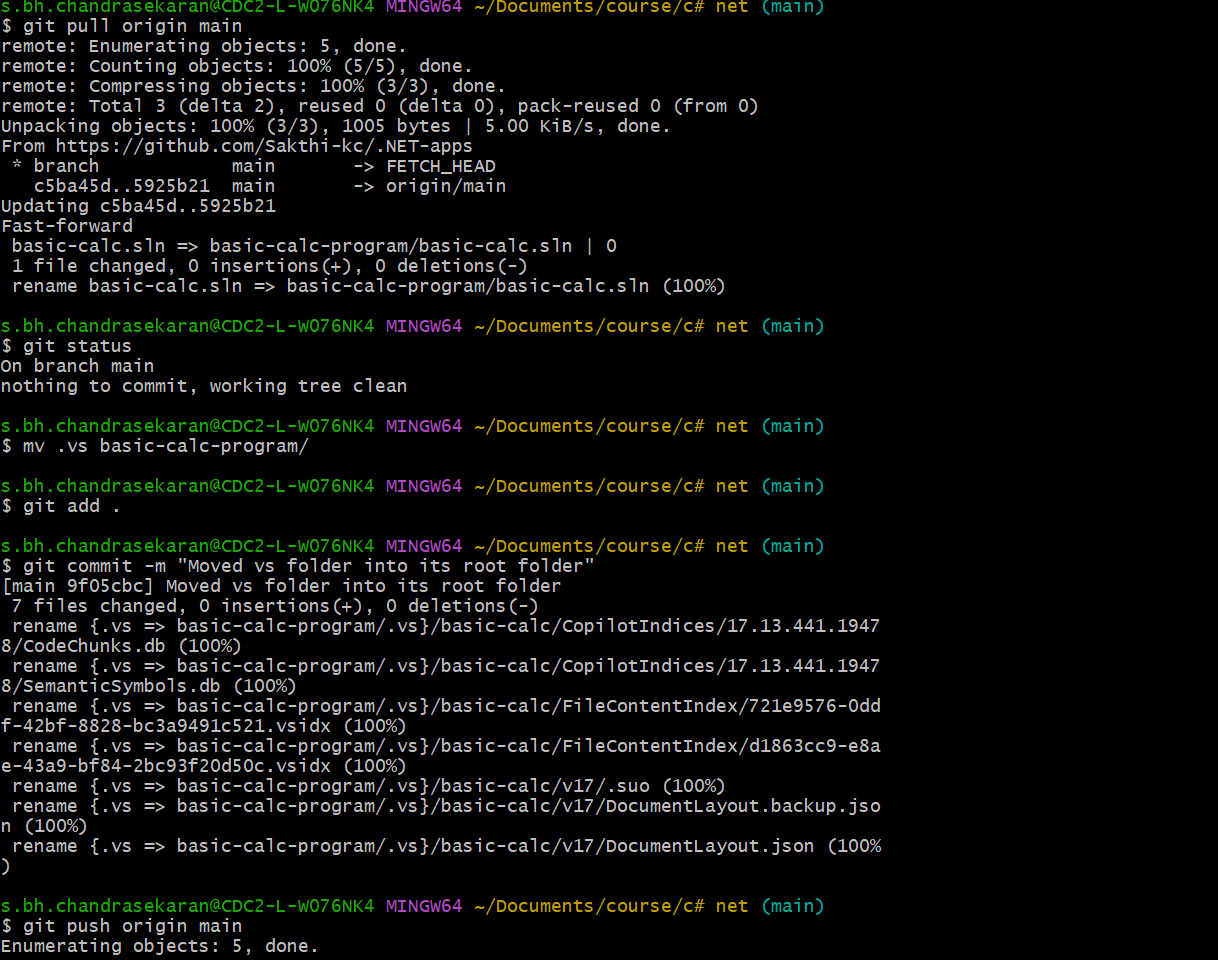 s.bh.chandrasekaran@CDC2-L-W076NK4 MINGW64 ~/Documents/course/c# net (main)
$ git pull origin main
remote: Enumerating objects: 5, done.
remote: Counting objects: 100% (5/5), done.
remote: Compressing objects: 100% (3/3), done.
remote: Total 3 (delta 2), reused 0 (delta 0), pack-reused 0 (from 0)
Unpacking objects: 100% (3/3), 1005 bytes | 5.00 KiB/s, done.
From https://github.com/Sakthi-kc/.NET-apps
 * branch            main       -> FETCH_HEAD
   c5ba45d..5925b21  main       -> origin/main
Updating c5ba45d..5925b21
Fast-forward
 basic-calc.sln => basic-calc-program/basic-calc.sln | 0
 1 file changed, 0 insertions(+), 0 deletions(-)
 rename basic-calc.sln => basic-calc-program/basic-calc.sln (100%)
s.bh.chandrasekaran@CDC2-L-W076NK4 MINGW64 ~/Documents/course/c# net (main)
$ git status
On branch main
nothing to commit, working tree clean
s.bh.chandrasekaran@CDC2-L-W076NK4 MINGW64 ~/Documents/course/c# net (main)
$ mv .vs basic-calc-program/
s.bh.chandrasekaran@CDC2-L-W076NK4 MINGW64 ~/Documents/course/c# net (main)
$ git add .
s.bh.chandrasekaran@CDC2-L-W076NK4 MINGW64 ~/Documents/course/c# net (main)
$ git commit -m "Moved vs folder into its root folder"
[main 9f05cbc] Moved vs folder into its root folder
 7 files changed, 0 insertions(+), 0 deletions(-)
 rename {.vs => basic-calc-program/.vs}/basic-calc/CopilotIndices/17.13.441.1947
8/CodeChunks.db (100%)
 rename {.vs => basic-calc-program/.vs}/basic-calc/CopilotIndices/17.13.441.1947
8/SemanticSymbols.db (100%)
 rename {.vs => basic-calc-program/.vs}/basic-calc/FileContentIndex/721e9576-0dd
f-42bf-8828-bc3a9491c521.vsidx (100%)
 rename {.vs => basic-calc-program/.vs}/basic-calc/FileContentIndex/d1863cc9-e8a
e-43a9-bf84-2bc93f20d50c.vsidx (100%)
 rename {.vs => basic-calc-program/.vs}/basic-calc/v17/.suo (100%)
 rename {.vs => basic-calc-program/.vs}/basic-calc/v17/DocumentLayout.backup.jso
n (100%)
 rename {.vs => basic-calc-program/.vs}/basic-calc/v17/DocumentLayout.json (100%
)
s.bh.chandrasekaran@CDC2-L-W076NK4 MINGW64 ~/Documents/course/c# net (main)
$ git push origin main
Enumerating objects: 5, done.